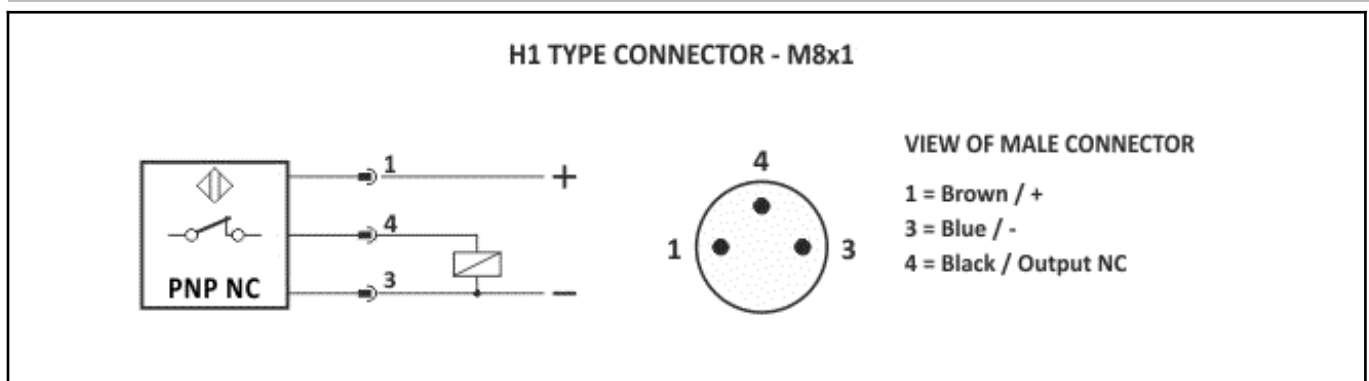 H1 TYPE CONNECTOR - M8x1
1
+
4
3
–
PNP NC
4
1
3
VIEW OF MALE CONNECTOR
1 = Brown / +
3 = Blue / -
4 = Black / Output NC